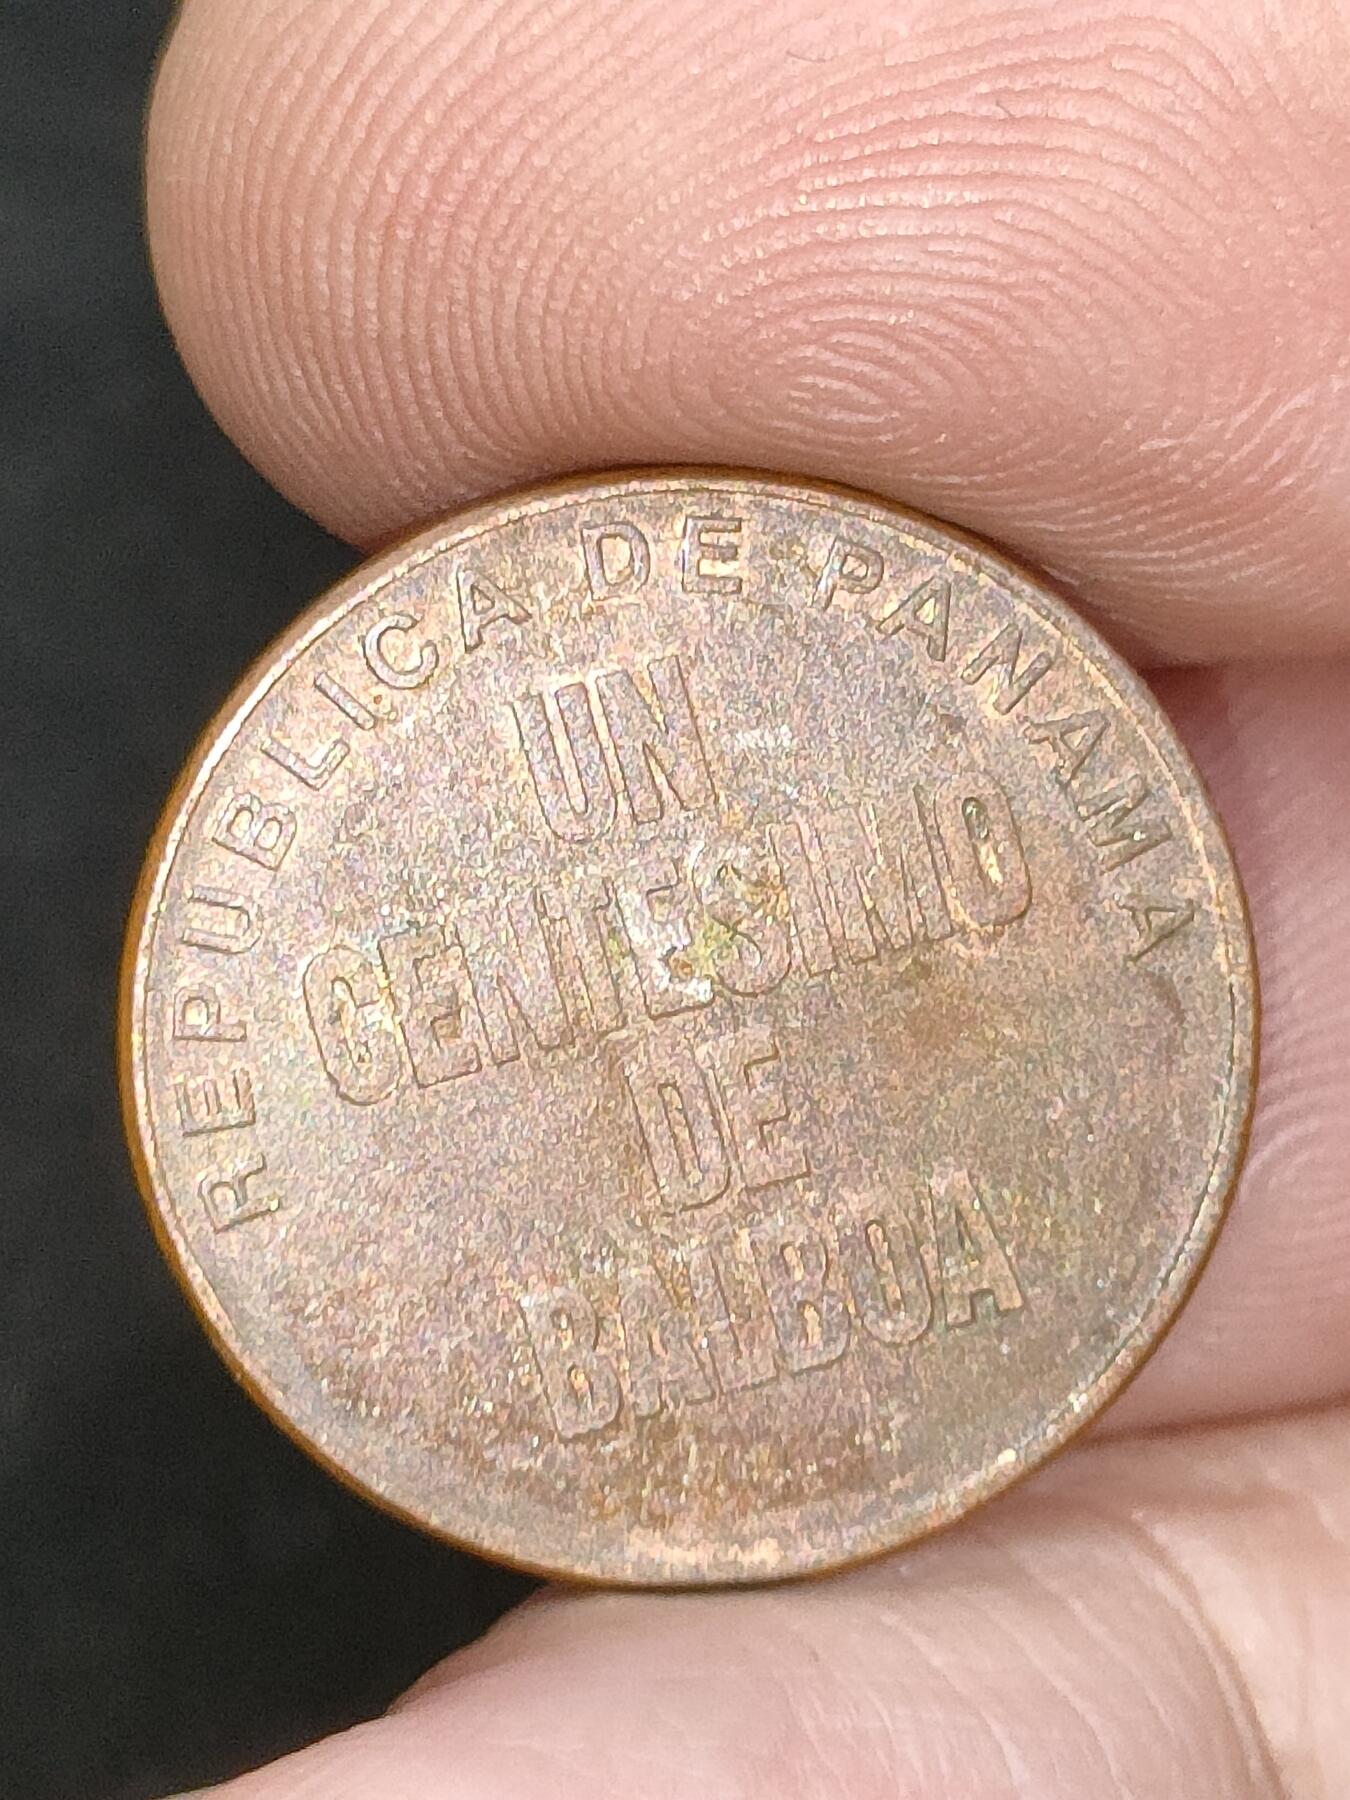 REPUBLICA DE PANAMA
UN
CENTESIMO
DE
BALBOA